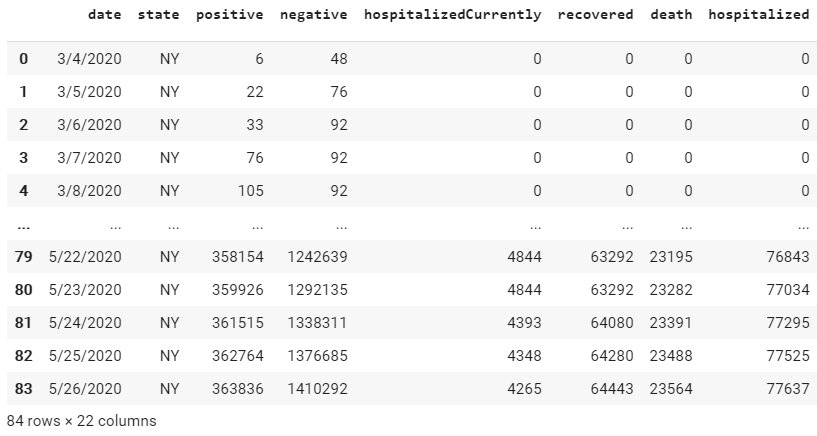 date state positive negative hospitalizedCurrently recovered death hospitalized
0 3/4/2020 NY 6 48 0 0 0 0
1 3/5/2020 NY 22 76 0 0 0 0
2 3/6/2020 NY 33 92 0 0 0 0
3 3/7/2020 NY 76 92 0 0 0 0
4 3/8/2020 NY 105 92 0 0 0 0
... ... ... ... ... ... ... ... ...
79 5/22/2020 NY 358154 1242639 4844 63292 23195 76843
80 5/23/2020 NY 359926 1292135 4844 63292 23282 77034
81 5/24/2020 NY 361515 1338311 4393 64080 23391 77295
82 5/25/2020 NY 362764 1376685 4348 64280 23488 77525
83 5/26/2020 NY 363836 1410292 4265 64443 23564 77637
84 rows × 22 columns